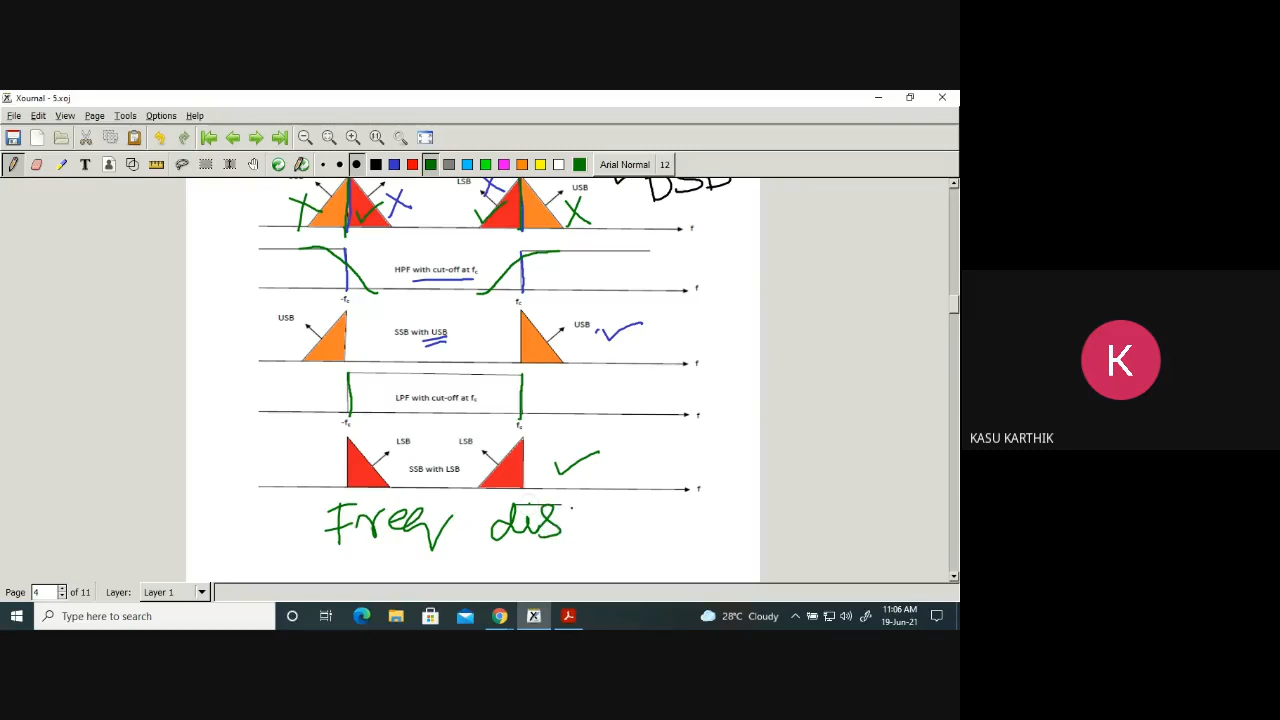 Xournal - 5.xoj
File Edit View Page Tools Options Help
Arial Normal 12
LSB USB DSB
f
HPF with cut-off at fc
f
-fc fc
USB SSB with USB USB
f
LPF with cut-off at fc
f
-fc fc
LSB LSB
SSB with LSB
f
Freq dis
Page 4 of 11 Layer: Layer 1
Type here to search
28°C Cloudy
11:06 AM
19-Jun-21
K
KASU KARTHIK